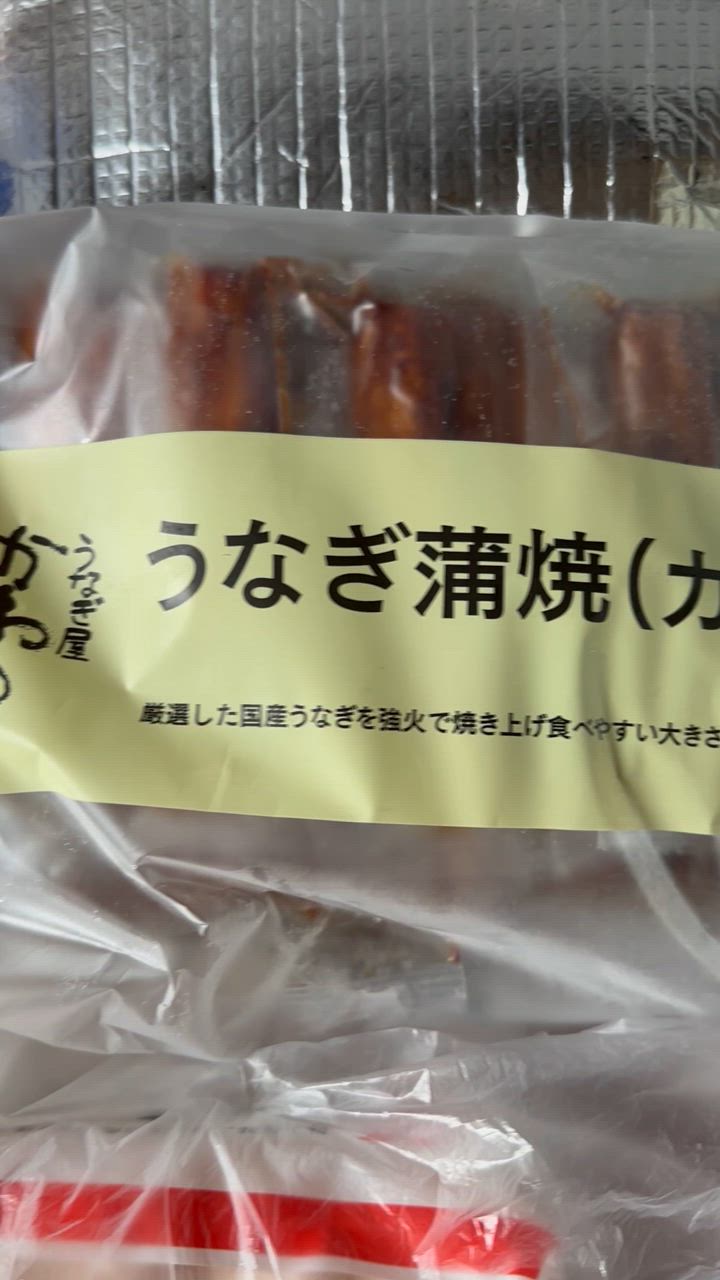 うなぎ蒲焼(カ
厳選した国産うなぎを強火で焼き上げ食べやすい大きさ
うなぎ屋